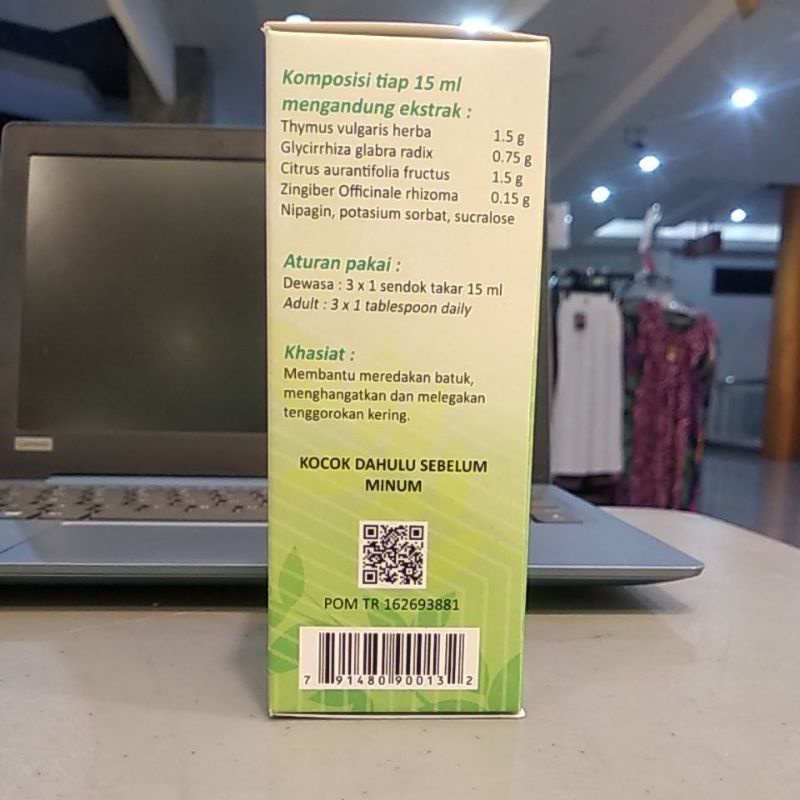 Komposisi tiap 15 ml
mengandung ekstrak :
Thymus vulgaris herba 1.5 g
Glycirrhiza glabra radix 0.75 g
Citrus aurantifolia fructus 1.5 g
Zingiber Officinale rhizoma 0.15 g
Nipagin, potasium sorbat, sucralose
Aturan pakai :
Dewasa : 3 x 1 sendok takar 15 ml
Adult : 3 x 1 tablespoon daily
Khasiat :
Membantu meredakan batuk,
menghangatkan dan melegakan
tenggorokan kering.
KOCOK DAHULU SEBELUM
MINUM
POM TR 162693881
7 91480 90013 2
Lenovo